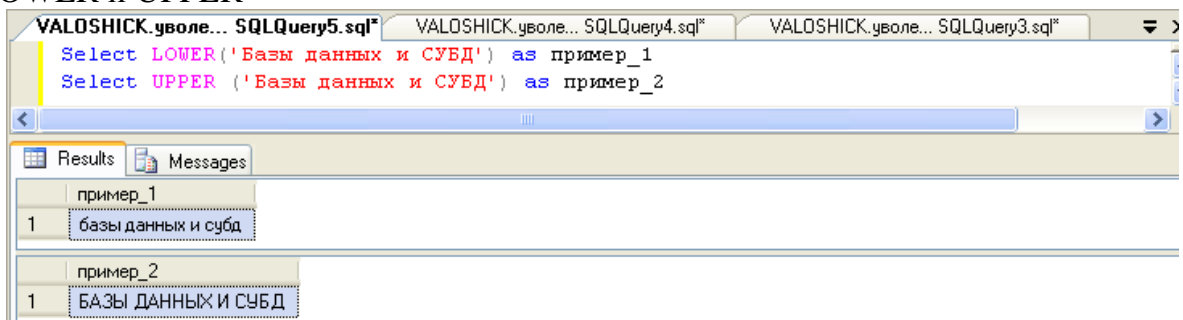 VALOSHICK.уволе... SQLQuery5.sql* VALOSHICK.уволе... SQLQuery4.sql* VALOSHICK.уволе... SQLQuery3.sql*
Select LOWER('Базы данных и СУБД') as пример_1
Select UPPER ('Базы данных и СУБД') as пример_2
Results Messages
пример_1
1 базы данных и субд
пример_2
1 БАЗЫ ДАННЫХ И СУБД